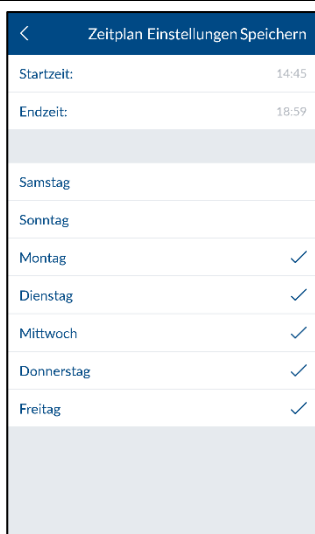 Zeitplan Einstellungen Speichern
Startzeit: 14:45
Endzeit: 18:59
Samstag
Sonntag
Montag
Dienstag
Mittwoch
Donnerstag
Freitag